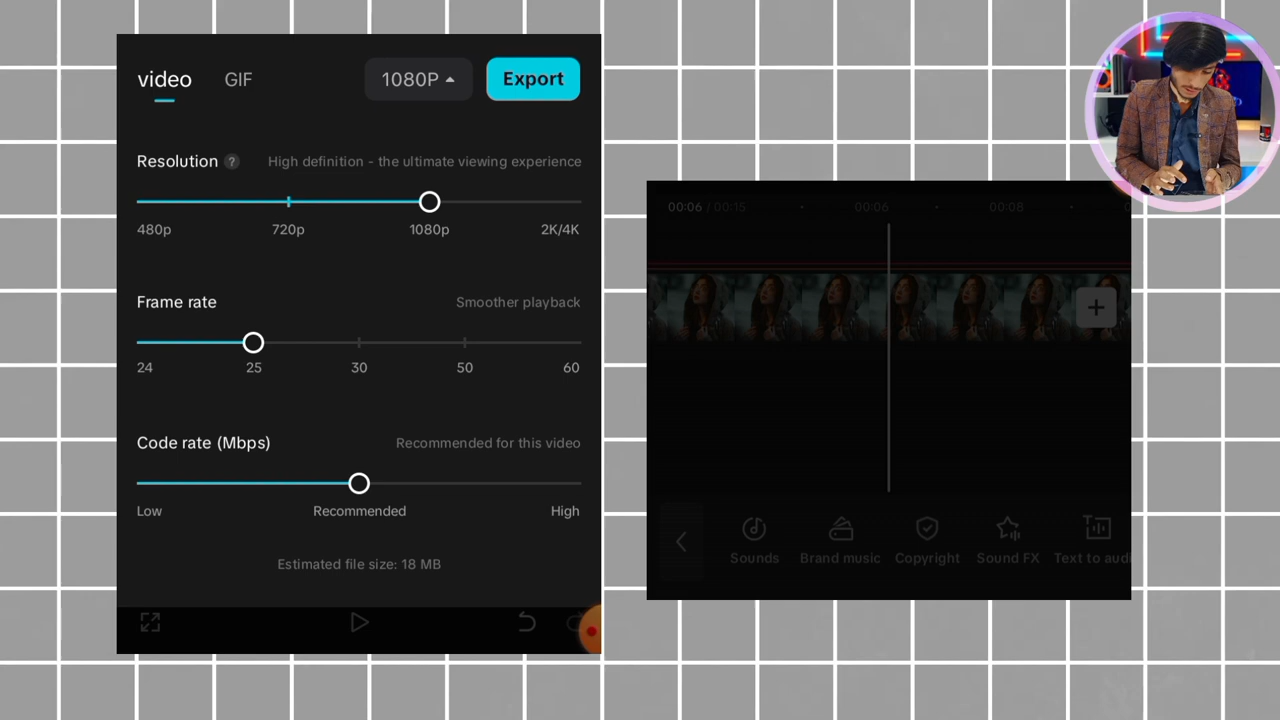 video GIF 1080P Export
Resolution ? High definition - the ultimate viewing experience
480p 720p 1080p 2K/4K
Frame rate Smoother playback
24 25 30 50 60
Code rate (Mbps) Recommended for this video
Low Recommended High
Estimated file size: 18 MB
00:06 / 00:15 00:06 00:08
Sounds Brand music Copyright Sound FX Text to audi